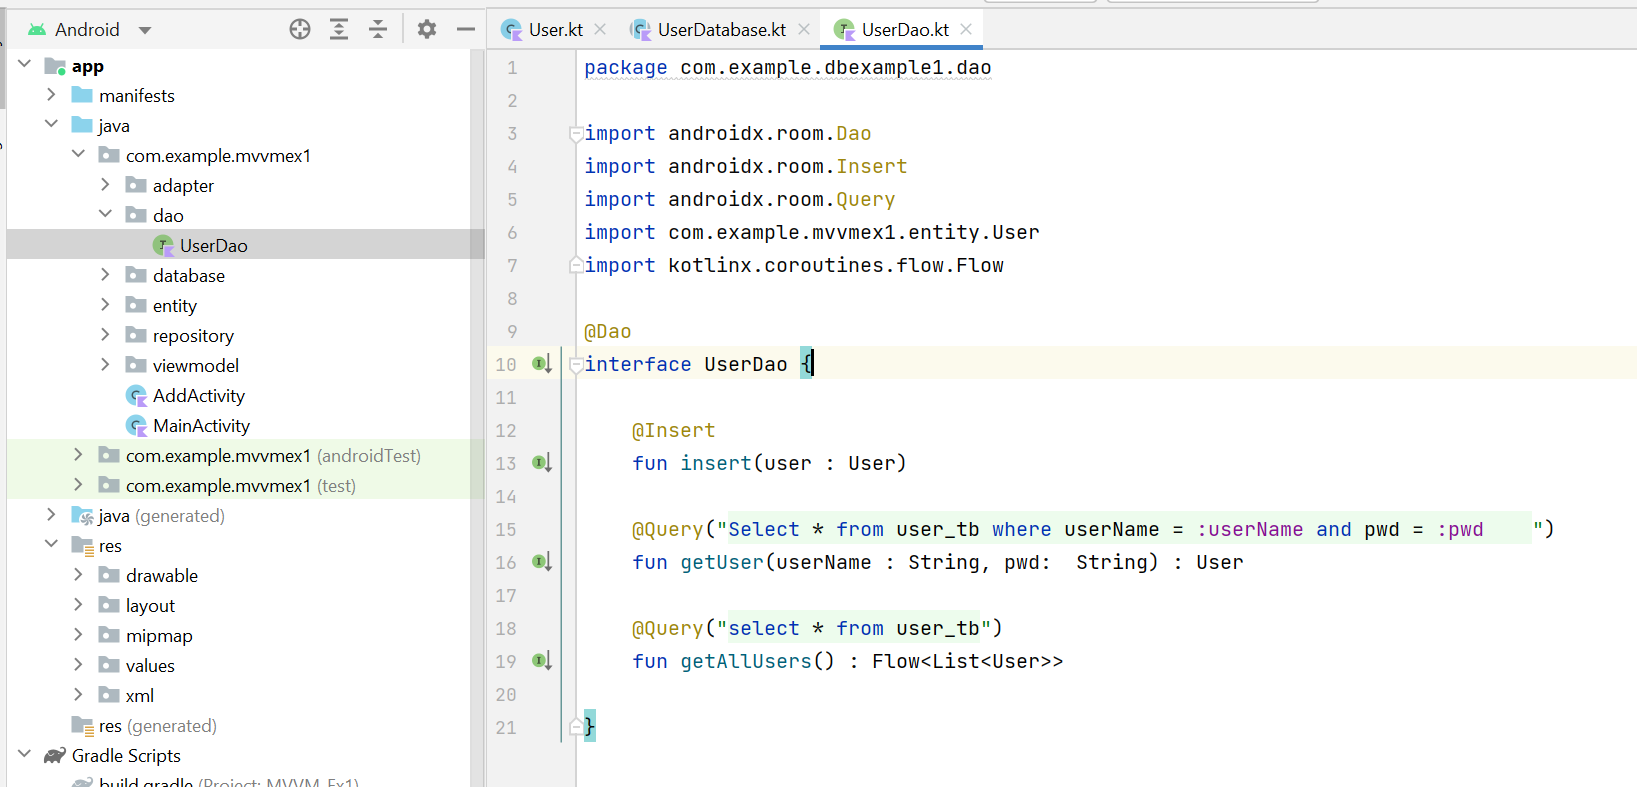 Android
app
manifests
java
com.example.mvvmex1
adapter
dao
UserDao
database
entity
repository
viewmodel
AddActivity
MainActivity
com.example.mvvmex1 (androidTest)
com.example.mvvmex1 (test)
java (generated)
res
drawable
layout
mipmap
values
xml
res (generated)
Gradle Scripts
build.gradle (Project: MVVM_Ex1)
User.kt
UserDatabase.kt
UserDao.kt
1 package com.example.dbexample1.dao
2
3 import androidx.room.Dao
4 import androidx.room.Insert
5 import androidx.room.Query
6 import com.example.mvvmex1.entity.User
7 import kotlinx.coroutines.flow.Flow
8
9 @Dao
10 interface UserDao {
11
12 @Insert
13 fun insert(user : User)
14
15 @Query("Select * from user_tb where userName = :userName and pwd = :pwd    ")
16 fun getUser(userName : String, pwd:  String) : User
17
18 @Query("select * from user_tb")
19 fun getAllUsers() : Flow<List<User>>
20
21 }